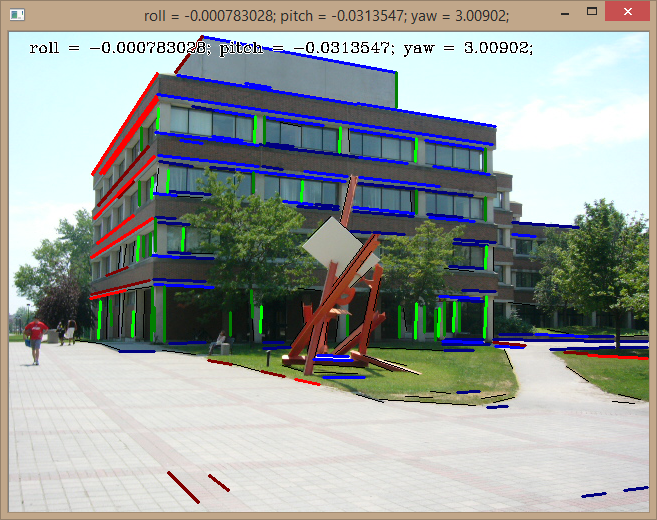 roll = -0.000783028; pitch = -0.0313547; yaw = 3.00902;
roll = -0.000783028; pitch = -0.0313547; yaw = 3.00902;